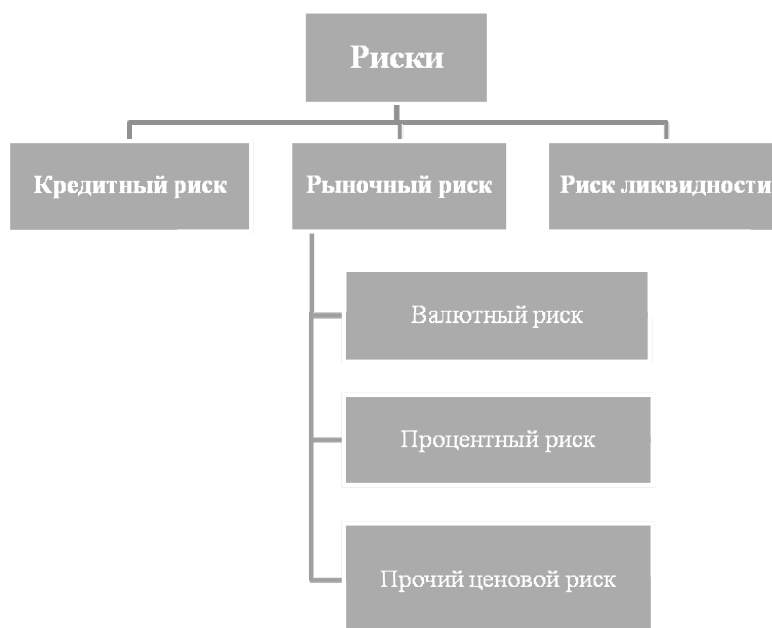 Риски
Кредитный риск
Рыночный риск
Риск ликвидности
Валютный риск
Процентный риск
Прочий ценовой риск